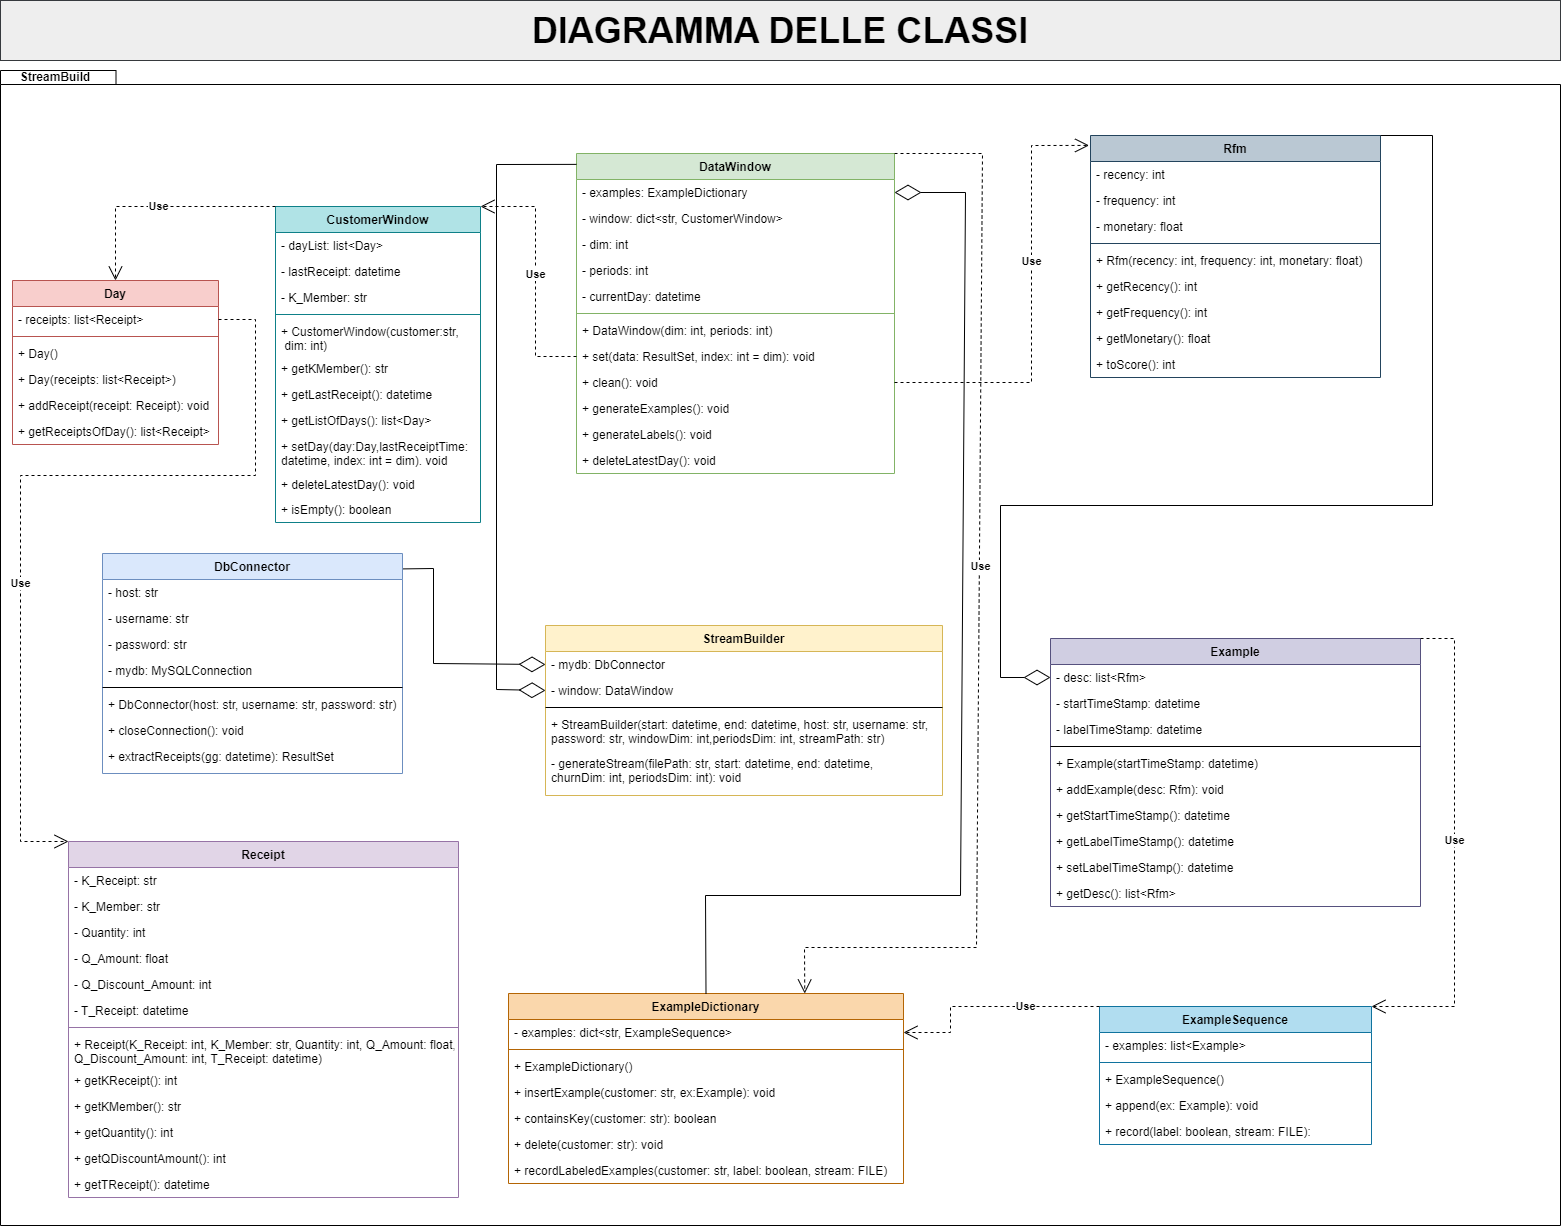 DIAGRAMMA DELLE CLASSI
StreamBuild
DataWindow
- examples: ExampleDictionary
- window: dict<str, CustomerWindow>
- dim: int
- periods: int
- currentDay: datetime
+ DataWindow(dim: int, periods: int)
+ set(data: ResultSet, index: int = dim): void
+ clean(): void
+ generateExamples(): void
+ generateLabels(): void
+ deleteLatestDay(): void
Rfm
- recency: int
- frequency: int
- monetary: float
+ Rfm(recency: int, frequency: int, monetary: float)
+ getRecency(): int
+ getFrequency(): int
+ getMonetary(): float
+ toScore(): int
Use
Use
Use
CustomerWindow
- dayList: list<Day>
- lastReceipt: datetime
- K_Member: str
+ CustomerWindow(customer:str,
dim: int)
+ getKMember(): str
+ getLastReceipt(): datetime
+ getListOfDays(): list<Day>
+ setDay(day:Day,lastReceiptTime:
datetime, index: int = dim). void
+ deleteLatestDay(): void
+ isEmpty(): boolean
Day
- receipts: list<Receipt>
+ Day()
+ Day(receipts: list<Receipt>)
+ addReceipt(receipt: Receipt): void
+ getReceiptsOfDay(): list<Receipt>
Use
Use
DbConnector
- host: str
- username: str
- password: str
- mydb: MySQLConnection
+ DbConnector(host: str, username: str, password: str)
+ closeConnection(): void
+ extractReceipts(gg: datetime): ResultSet
StreamBuilder
- mydb: DbConnector
- window: DataWindow
+ StreamBuilder(start: datetime, end: datetime, host: str, username: str,
password: str, windowDim: int,periodsDim: int, streamPath: str)
- generateStream(filePath: str, start: datetime, end: datetime,
churnDim: int, periodsDim: int): void
Example
- desc: list<Rfm>
- startTimeStamp: datetime
- labelTimeStamp: datetime
+ Example(startTimeStamp: datetime)
+ addExample(desc: Rfm): void
+ getStartTimeStamp(): datetime
+ getLabelTimeStamp(): datetime
+ setLabelTimeStamp(): datetime
+ getDesc(): list<Rfm>
Use
Receipt
- K_Receipt: str
- K_Member: str
- Quantity: int
- Q_Amount: float
- Q_Discount_Amount: int
- T_Receipt: datetime
+ Receipt(K_Receipt: int, K_Member: str, Quantity: int, Q_Amount: float,
Q_Discount_Amount: int, T_Receipt: datetime)
+ getKReceipt(): int
+ getKMember(): str
+ getQuantity(): int
+ getQDiscountAmount(): int
+ getTReceipt(): datetime
ExampleDictionary
- examples: dict<str, ExampleSequence>
+ ExampleDictionary()
+ insertExample(customer: str, ex:Example): void
+ containsKey(customer: str): boolean
+ delete(customer: str): void
+ recordLabeledExamples(customer: str, label: boolean, stream: FILE)
Use
ExampleSequence
- examples: list<Example>
+ ExampleSequence()
+ append(ex: Example): void
+ record(label: boolean, stream: FILE):